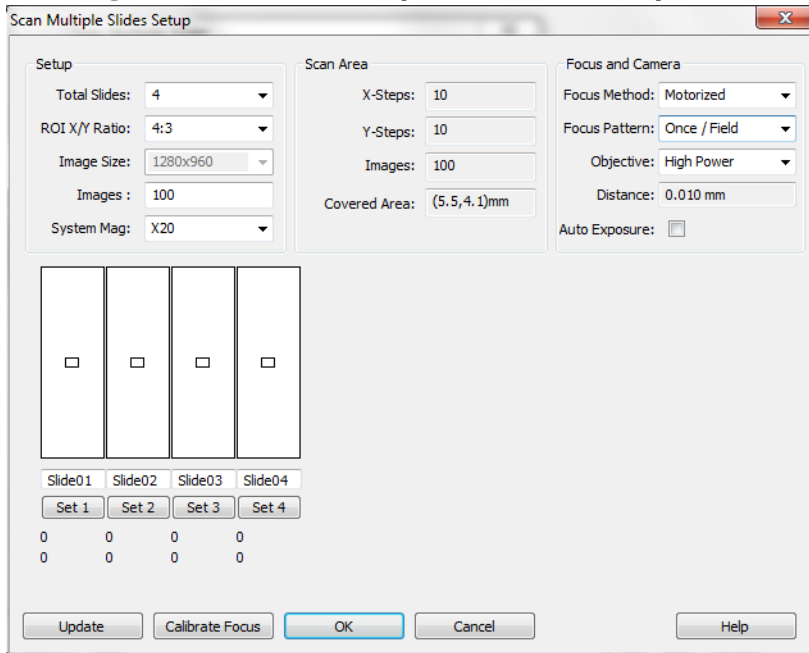 Scan Multiple Slides Setup
x
Setup
Total Slides: 4
ROI X/Y Ratio: 4:3
Image Size: 1280x960
Images : 100
System Mag: X20
Scan Area
X-Steps: 10
Y-Steps: 10
Images: 100
Covered Area: (5.5,4.1)mm
Focus and Camera
Focus Method: Motorized
Focus Pattern: Once / Field
Objective: High Power
Distance: 0.010 mm
Auto Exposure:
Slide01 Slide02 Slide03 Slide04
Set 1 Set 2 Set 3 Set 4
0 0 0 0
0 0 0 0
Update Calibrate Focus OK Cancel Help